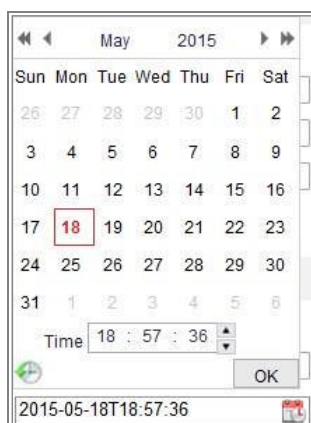 May 2015
Sun Mon Tue Wed Thu Fri Sat
26 27 28 29 30 1 2
3 4 5 6 7 8 9
10 11 12 13 14 15 16
17 18 19 20 21 22 23
24 25 26 27 28 29 30
31 1 2 3 4 5 6
Time 18 : 57 : 36
OK
2015-05-18T18:57:36